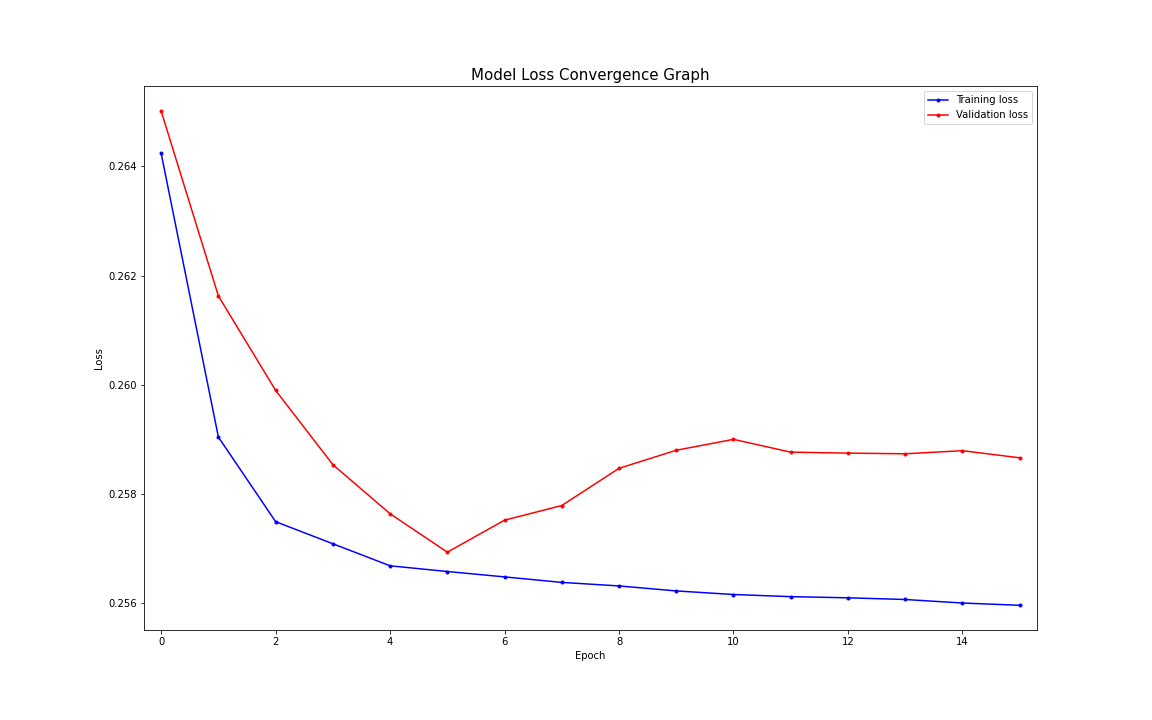 Model Loss Convergence Graph
Training loss
Validation loss
0.264
0.262
0.260
0.258
0.256
Loss
0 2 4 6 8 10 12 14
Epoch